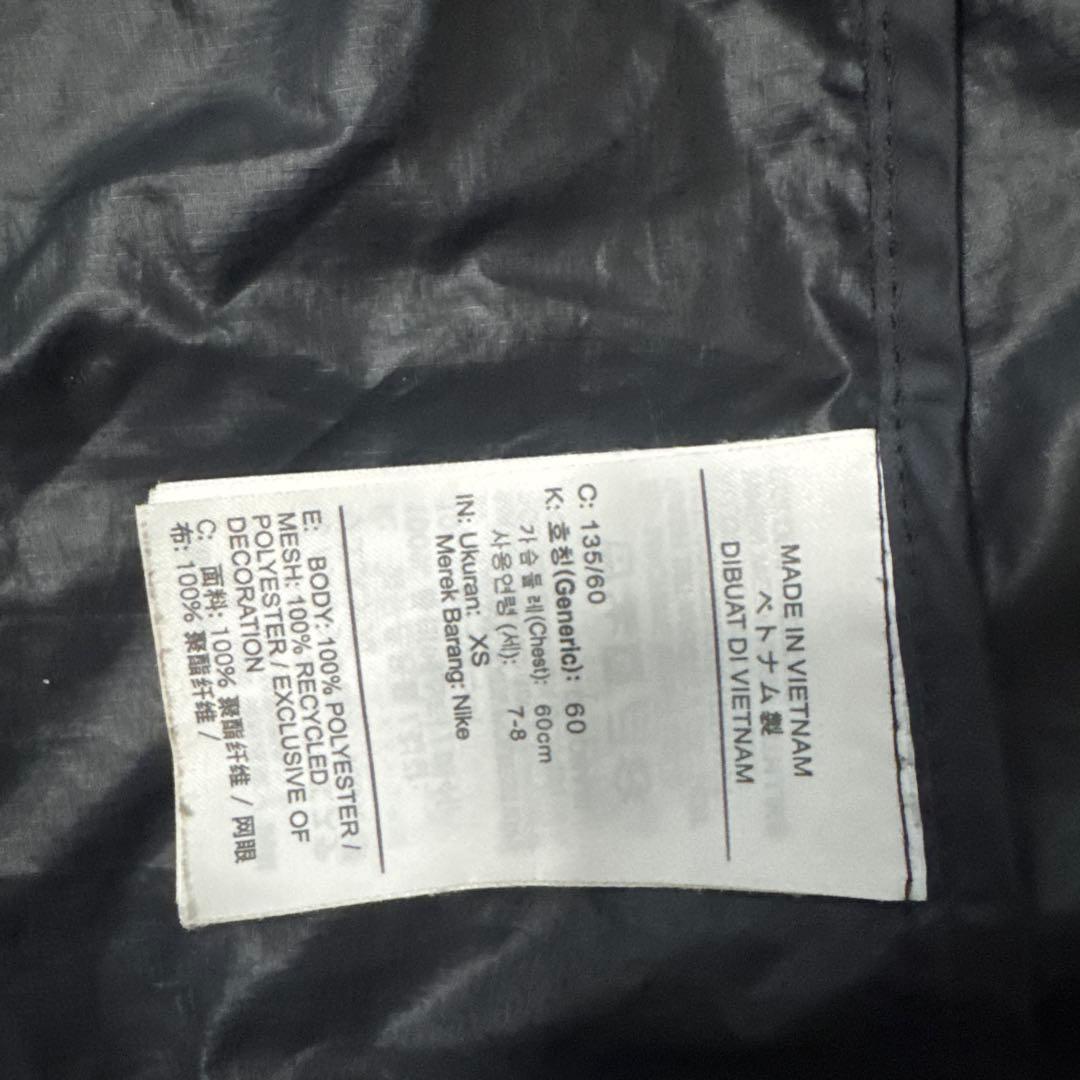 MADE IN VIETNAM
ベトナム製
DIBUAT DI VIETNAM
C: 135/60
K: 호칭(Generic): 60
가슴둘레(Chest): 60cm
사용연령(세): 7-8
IN: Ukuran: XS
Merek Barang: Nike
E: BODY: 100% POLYESTER /
MESH: 100% RECYCLED
POLYESTER / EXCLUSIVE OF
DECORATION
C: 面料: 100% 聚酯纤维 / 网眼
布: 100% 聚酯纤维 /